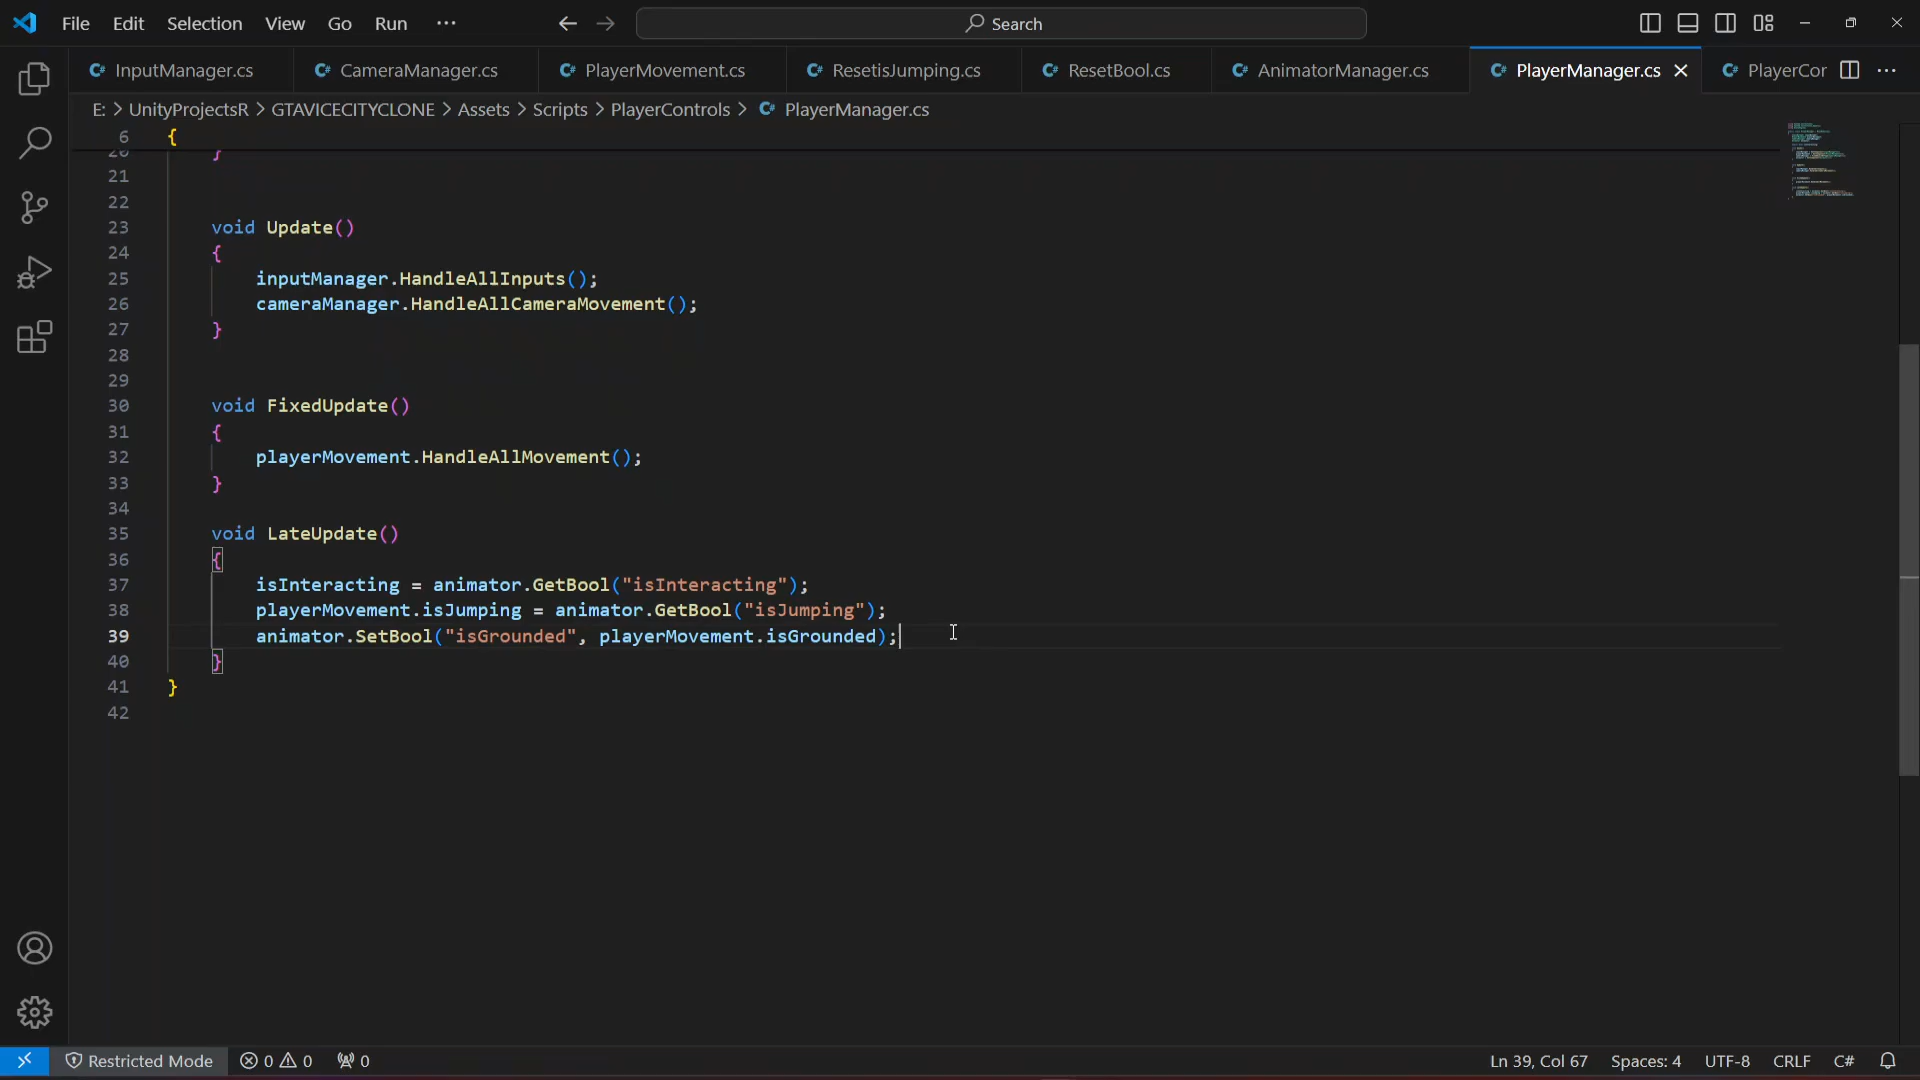 File Edit Selection View Go Run ··· Search
InputManager.cs CameraManager.cs PlayerMovement.cs ResetisJumping.cs ResetBool.cs AnimatorManager.cs PlayerManager.cs PlayerCor
E: > UnityProjectsR > GTAVICECITYCLONE > Assets > Scripts > PlayerControls > PlayerManager.cs
6 {
20 }
21
22
23 void Update()
24 {
25 inputManager.HandleAllInputs();
26 cameraManager.HandleAllCameraMovement();
27 }
28
29
30 void FixedUpdate()
31 {
32 playerMovement.HandleAllMovement();
33 }
34
35 void LateUpdate()
36 {
37 isInteracting = animator.GetBool("isInteracting");
38 playerMovement.isJumping = animator.GetBool("isJumping");
39 animator.SetBool("isGrounded", playerMovement.isGrounded);
40 }
41 }
42
Restricted Mode 0 0 0 Ln 39, Col 67 Spaces: 4 UTF-8 CRLF C#